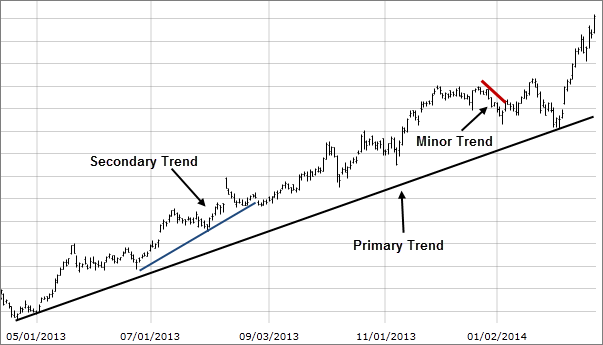 Secondary Trend
Minor Trend
Primary Trend
05/01/2013 07/01/2013 09/03/2013 11/01/2013 02/01/2014